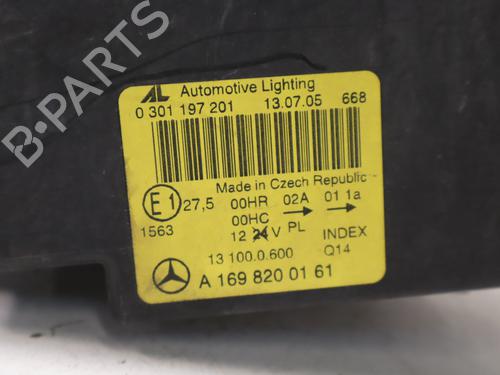 AL Automotive Lighting
0 301 197 201 13.07.05 668
Made in Czech Republic
E1 27,5 00HR 02A 01 1a
1563 00HC → →
12 24 V PL INDEX
13 100.0.600 Q14
A 169 820 01 61
B-PARTS